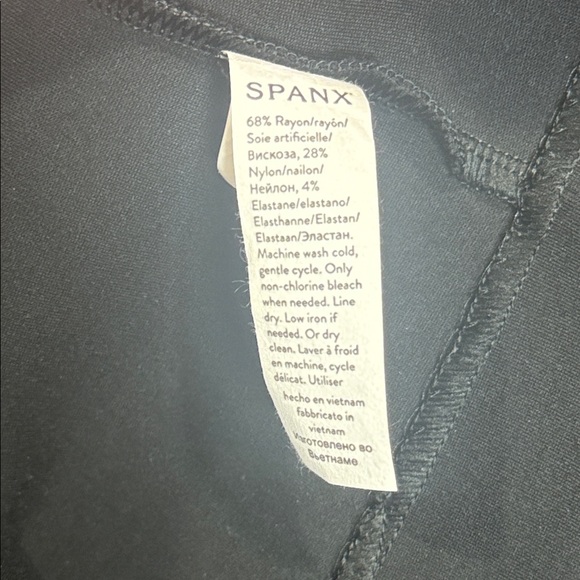 SPANX®
68% Rayon/rayón/
Soie artificielle/
Вискоза, 28%
Nylon/nailon/
Нейлон, 4%
Elastane/elastano/
Elasthanne/Elastan/
Elastaan/Эластан.
Machine wash cold,
gentle cycle. Only
non-chlorine bleach
when needed. Line
dry. Low iron if
needed. Or dry
clean. Laver à froid
en machine, cycle
délicat. Utiliser
hecho en vietnam
fabbricato in
vietnam
изготовлено во
Вьетнаме